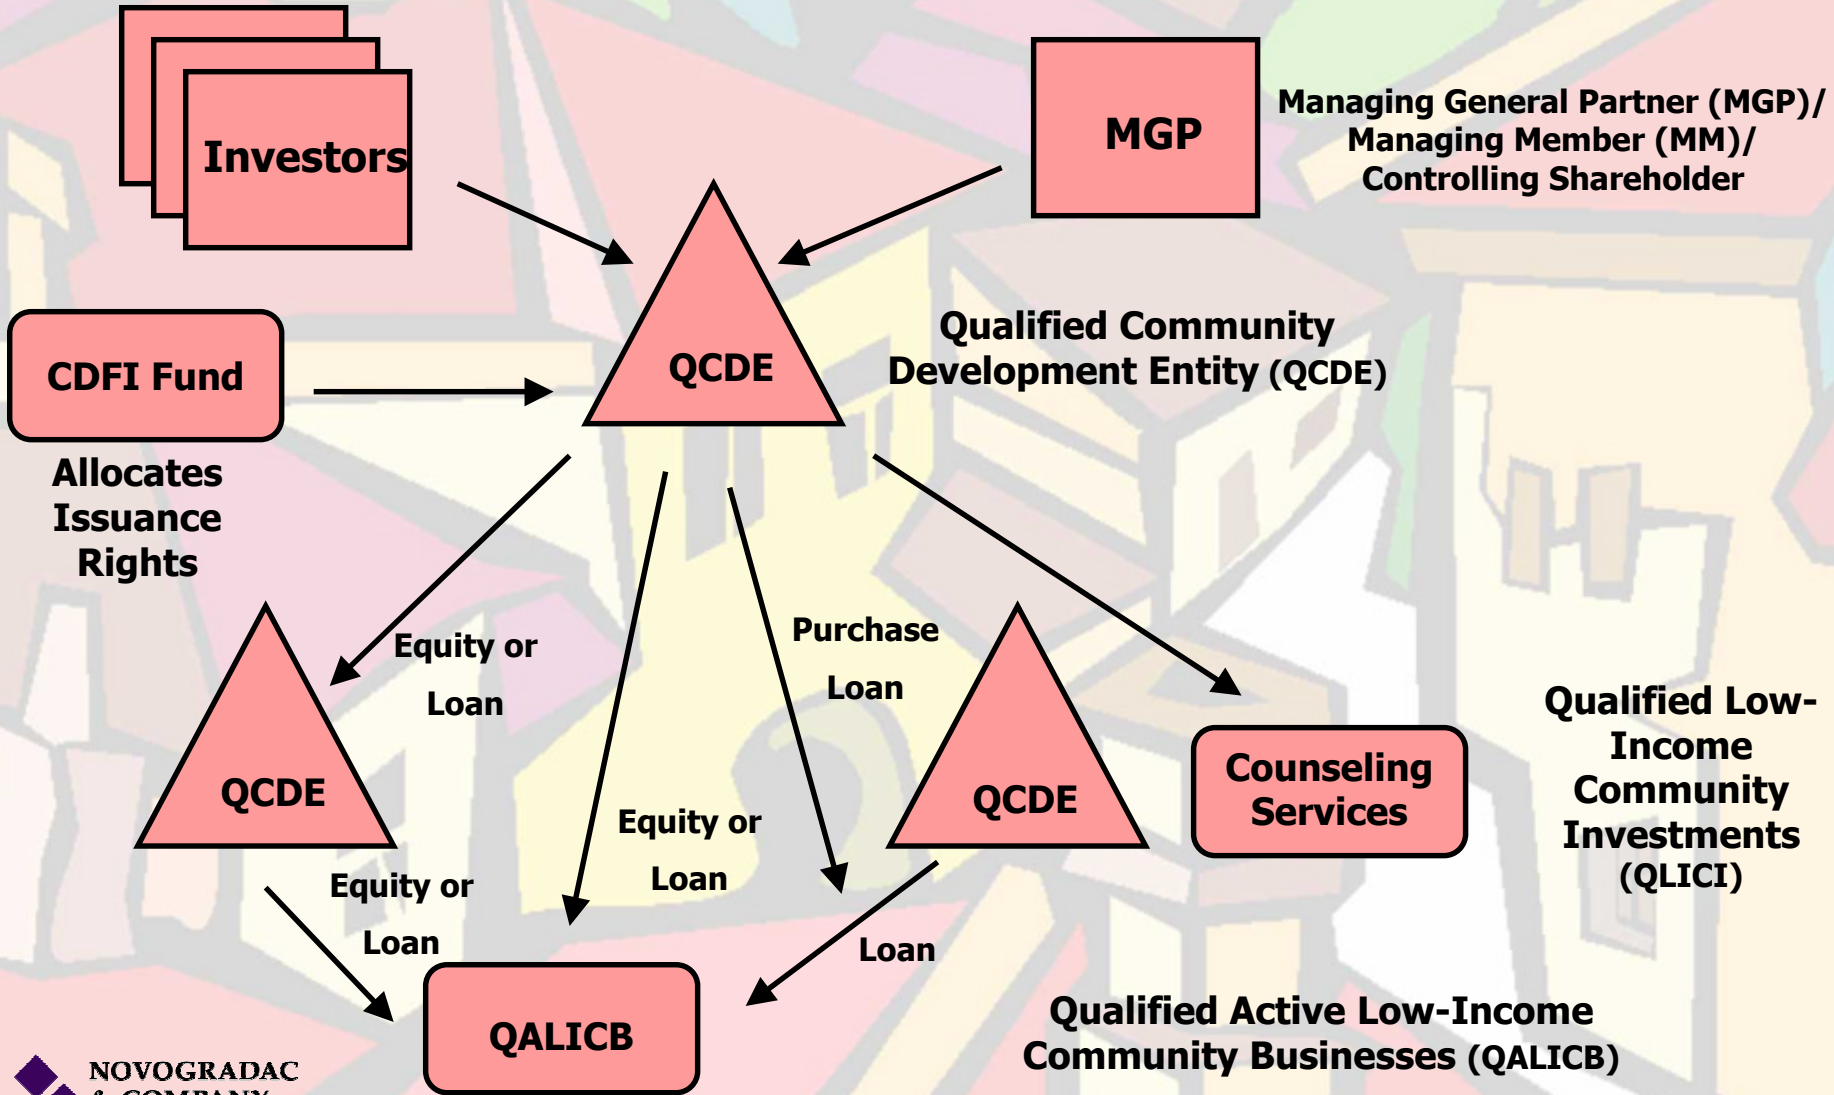 Investors
MGP
Managing General Partner (MGP)/
Managing Member (MM)/
Controlling Shareholder
CDFI Fund
QCDE
Qualified Community
Development Entity (QCDE)
Allocates
Issuance
Rights
Equity or
Loan
Purchase
Loan
QCDE
Equity or
Loan
QCDE
Counseling
Services
Qualified Low-
Income
Community
Investments
(QLICI)
Equity or
Loan
Loan
QALICB
Qualified Active Low-Income
Community Businesses (QALICB)
NOVOGRADAC
& COMPANY